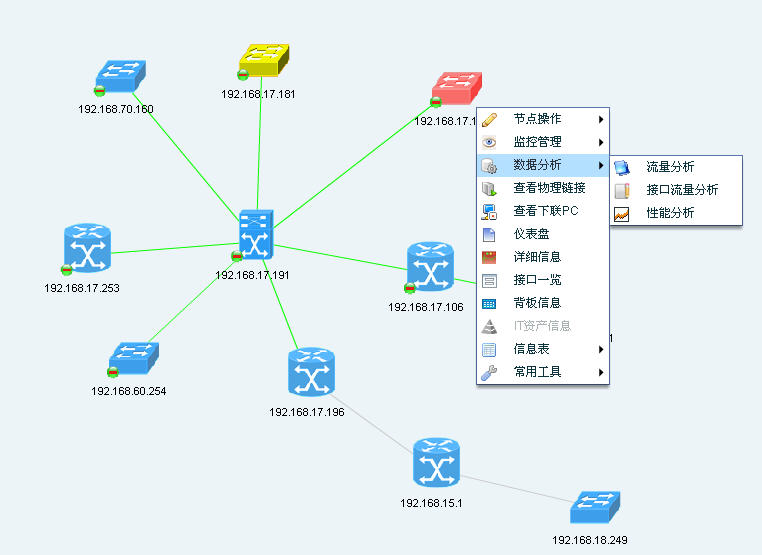 192.168.70.160
192.168.17.181
192.168.17.1
节点操作
监控管理
数据分析
流量分析
查看物理链接
接口流量分析
查看下联PC
性能分析
仪表盘
192.168.17.191
详细信息
192.168.17.253
接口一览
192.168.17.106
背板信息
IT资产信息
1
信息表
192.168.60.254
常用工具
192.168.17.196
192.168.15.1
192.168.18.249